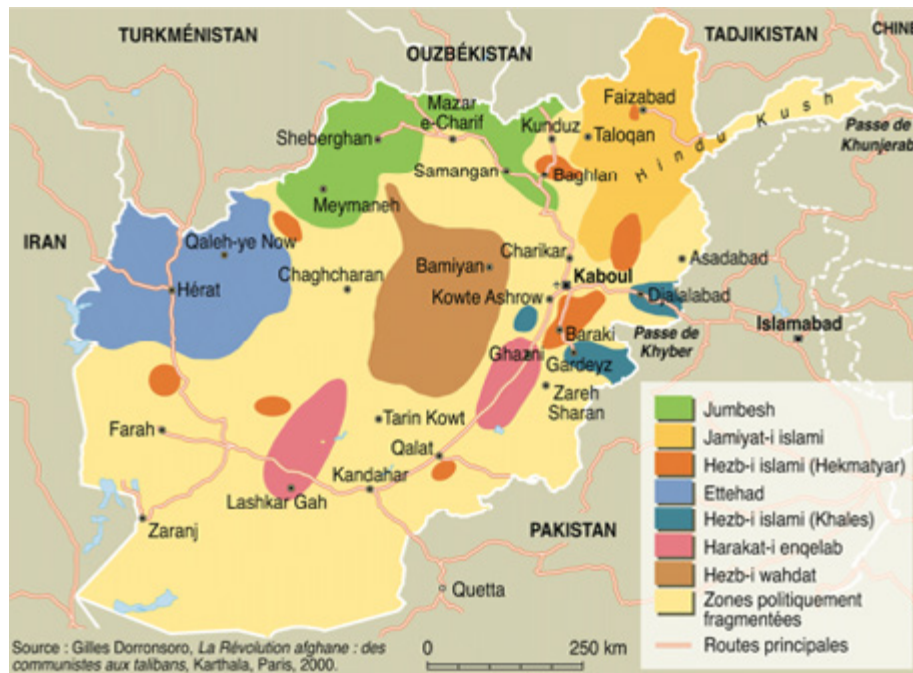 TURKMÉNISTAN
OUZBÉKISTAN
TADJIKISTAN
CHINE
Mazar
e-Charif
Sheberghan
Kunduz
Faizabad
Taloqan
Hindu Kush
Passe de
Khunjerab
Samangan
Baghlan
Meymaneh
IRAN
Qaleh-ye Now
Hérat
Chaghcharan
Bamiyan
Charikar
Kaboul
Kowte Ashrow
Asadabad
Djalalabad
Passe de
Khyber
Islamabad
Baraki
Ghazni
Gardeyz
Zareh
Sharan
Farah
Tarin Kowt
Qalat
Kandahar
Lashkar Gah
Zaranj
PAKISTAN
Quetta
Jumbesh
Jamiyat-i islami
Hezb-i islami (Hekmatyar)
Ettehad
Hezb-i islami (Khales)
Harakat-i enqelab
Hezb-i wahdat
Zones politiquement
fragmentées
Routes principales
0 250 km
Source : Gilles Dorronsoro, La Révolution afghane : des
communistes aux talibans, Karthala, Paris, 2000.